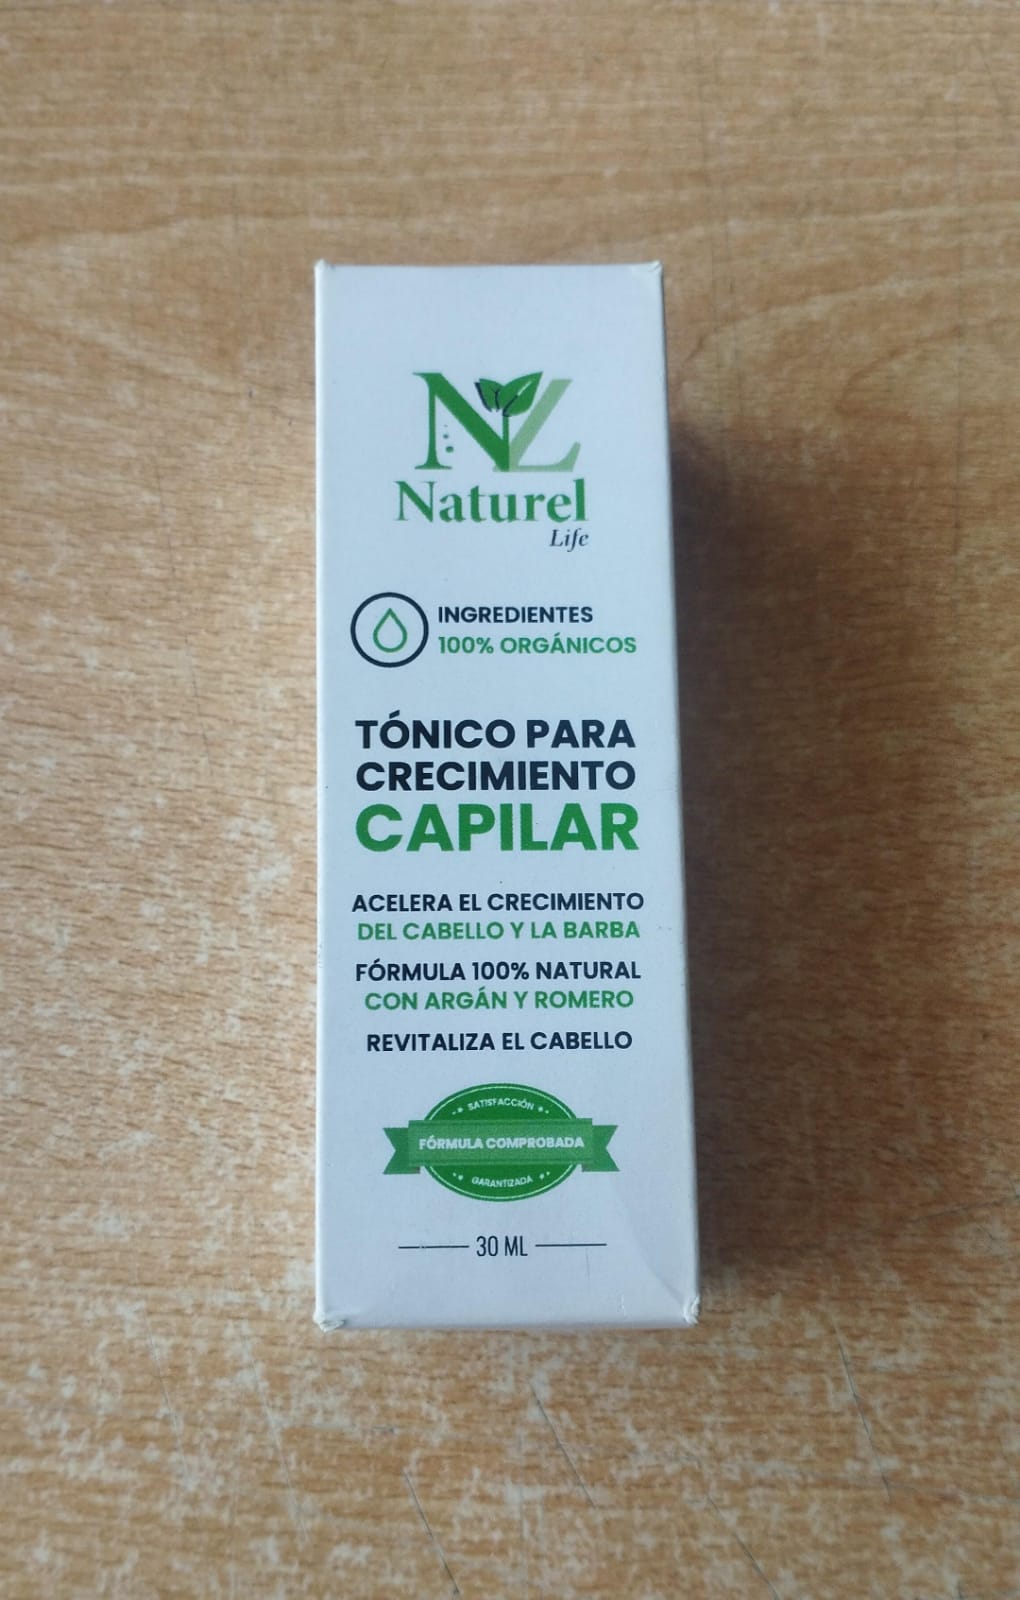 NL
Naturel
Life
INGREDIENTES
100% ORGÁNICOS
TÓNICO PARA
CRECIMIENTO
CAPILAR
ACELERA EL CRECIMIENTO
DEL CABELLO Y LA BARBA
FÓRMULA 100% NATURAL
CON ARGÁN Y ROMERO
REVITALIZA EL CABELLO
SATISFACCIÓN
FÓRMULA COMPROBADA
GARANTIZADA
30 ML